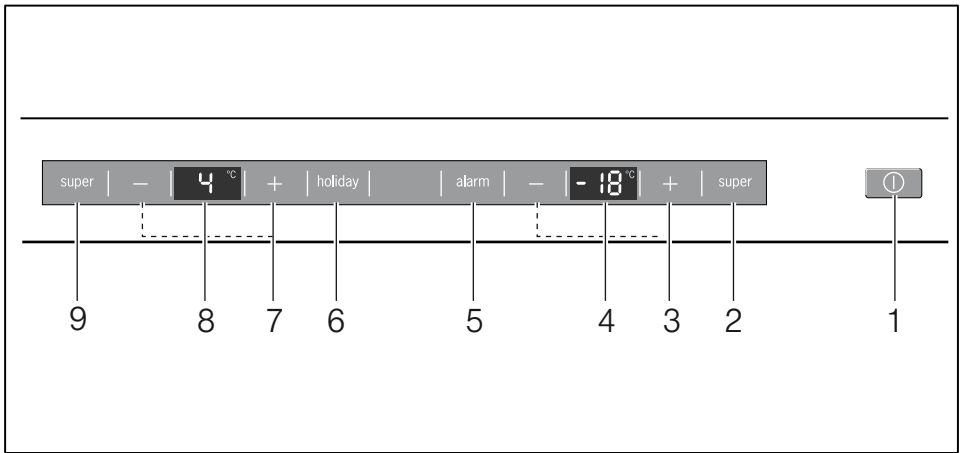 super | — | 4 °C | + | holiday | alarm | — | -18 °C | + | super
9 8 7 6 5 4 3 2 1